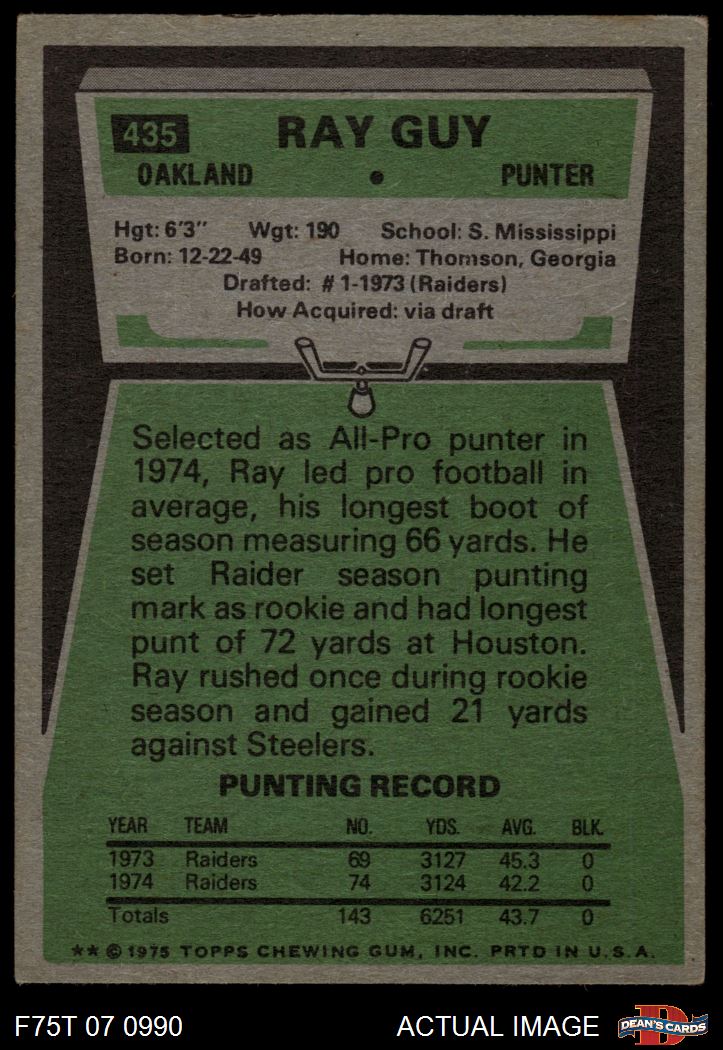 435 RAY GUY
OAKLAND • PUNTER
Hgt: 6'3" Wgt: 190 School: S. Mississippi
Born: 12-22-49 Home: Thomson, Georgia
Drafted: #1-1973 (Raiders)
How Acquired: via draft
Selected as All-Pro punter in
1974, Ray led pro football in
average, his longest boot of
season measuring 66 yards. He
set Raider season punting
mark as rookie and had longest
punt of 72 yards at Houston.
Ray rushed once during rookie
season and gained 21 yards
against Steelers.
PUNTING RECORD
YEAR TEAM NO. YDS. AVG. BLK.
1973 Raiders 69 3127 45.3 0
1974 Raiders 74 3124 42.2 0
Totals 143 6251 43.7 0
** © 1975 TOPPS CHEWING GUM, INC. PRTD IN U.S.A.
F75T 07 0990 ACTUAL IMAGE D DEAN'S CARDS